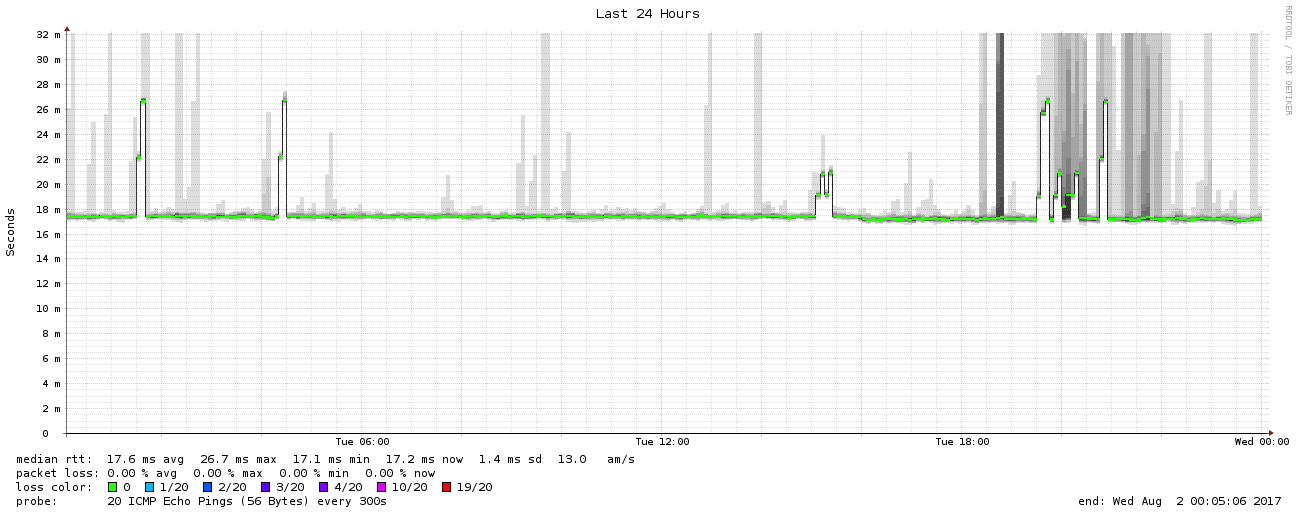 Last 24 Hours
RRDTOOL / TOBI OETIKER
32 m
30 m
28 m
26 m
24 m
22 m
20 m
18 m
16 m
14 m
12 m
10 m
8 m
6 m
4 m
2 m
0
Seconds
Tue 06:00 Tue 12:00 Tue 18:00 Wed 00:00
median rtt: 17.6 ms avg 26.7 ms max 17.1 ms min 17.2 ms now 1.4 ms sd 13.0 am/s
packet loss: 0.00 % avg 0.00 % max 0.00 % min 0.00 % now
loss color: 0 1/20 2/20 3/20 4/20 10/20 19/20
probe: 20 ICMP Echo Pings (56 Bytes) every 300s end: Wed Aug 2 00:05:06 2017